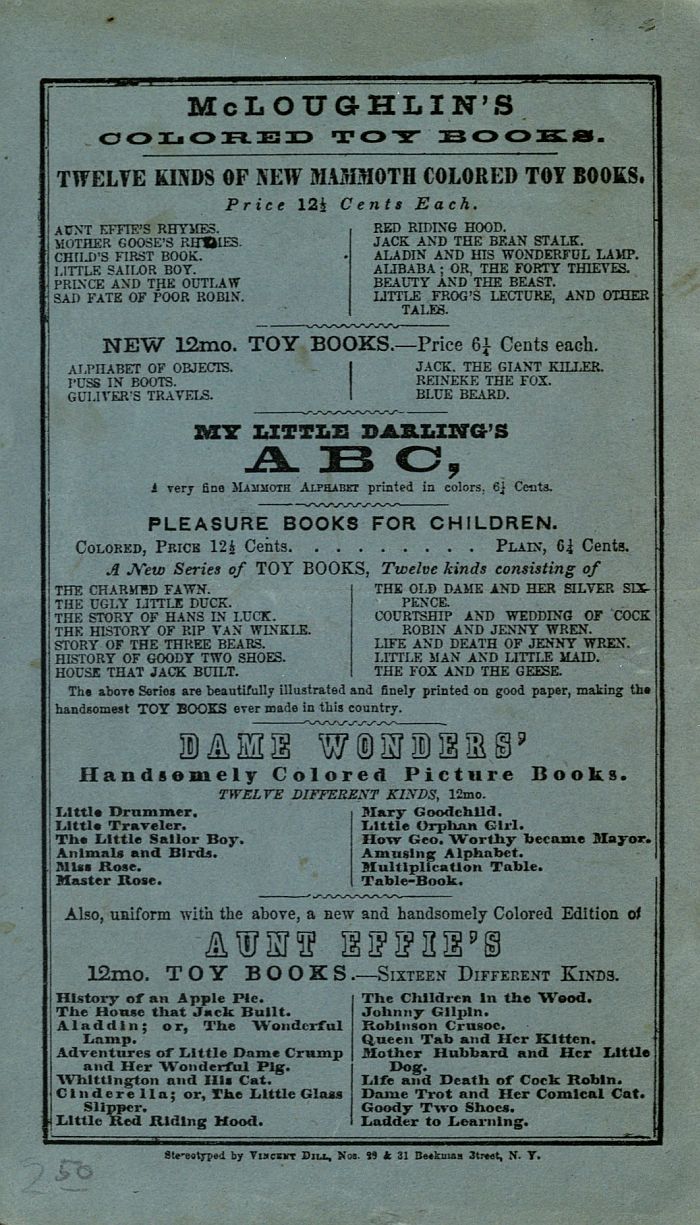 McLOUGHLIN'S
COLORED TOY BOOKS.
TWELVE KINDS OF NEW MAMMOTH COLORED TOY BOOKS.
Price 12½ Cents Each.
AUNT EFFIE'S RHYMES.
MOTHER GOOSE'S RHYMES.
CHILD'S FIRST BOOK.
LITTLE SAILOR BOY.
PRINCE AND THE OUTLAW
SAD FATE OF POOR ROBIN.
RED RIDING HOOD.
JACK AND THE BEAN STALK.
ALADIN AND HIS WONDERFUL LAMP.
ALIBABA; OR, THE FORTY THIEVES.
BEAUTY AND THE BEAST.
LITTLE FROG'S LECTURE, AND OTHER
TALES.
NEW 12mo. TOY BOOKS.—Price 6¼ Cents each.
ALPHABET OF OBJECTS.
PUSS IN BOOTS.
GULIVER'S TRAVELS.
JACK. THE GIANT KILLER.
REINEKE THE FOX.
BLUE BEARD.
MY LITTLE DARLING'S
A B C,
A very fine MAMMOTH ALPHABET printed in colors. 6¼ Cents.
PLEASURE BOOKS FOR CHILDREN.
COLORED, PRICE 12½ Cents. . . . . . . . . . PLAIN, 6¼ Cents.
A New Series of TOY BOOKS, Twelve kinds consisting of
THE CHARMED FAWN.
THE UGLY LITTLE DUCK.
THE STORY OF HANS IN LUCK.
THE HISTORY OF RIP VAN WINKLE.
STORY OF THE THREE BEARS.
HISTORY OF GOODY TWO SHOES.
HOUSE THAT JACK BUILT.
THE OLD DAME AND HER SILVER SIX-
PENCE.
COURTSHIP AND WEDDING OF COCK
ROBIN AND JENNY WREN.
LIFE AND DEATH OF JENNY WREN.
LITTLE MAN AND LITTLE MAID.
THE FOX AND THE GEESE.
The above Series are beautifully illustrated and finely printed on good paper, making the
handsomest TOY BOOKS ever made in this country.
DAME WONDERS'
Handsomely Colored Picture Books.
TWELVE DIFFERENT KINDS, 12mo.
Little Drummer.
Little Traveler.
The Little Sailor Boy.
Animals and Birds.
Miss Rose.
Master Rose.
Mary Goodchild.
Little Orphan Girl.
How Geo. Worthy became Mayor.
Amusing Alphabet.
Multiplication Table.
Table-Book.
Also, uniform with the above, a new and handsomely Colored Edition of
AUNT EFFIE'S
12mo. TOY BOOKS.—SIXTEEN DIFFERENT KINDS.
History of an Apple Pie.
The House that Jack Built.
Aladdin; or, The Wonderful
Lamp.
Adventures of Little Dame Crump
and Her Wonderful Pig.
Whittington and His Cat.
Cinderella; or, The Little Glass
Slipper.
Little Red Riding Hood.
The Children in the Wood.
Johnny Gilpin.
Robinson Crusoe.
Queen Tab and Her Kitten.
Mother Hubbard and Her Little
Dog.
Life and Death of Cock Robin.
Dame Trot and Her Comical Cat.
Goody Two Shoes.
Ladder to Learning.
Stereotyped by VINCENT DILL, Nos. 29 & 31 Beekman Street, N. Y.
2 50